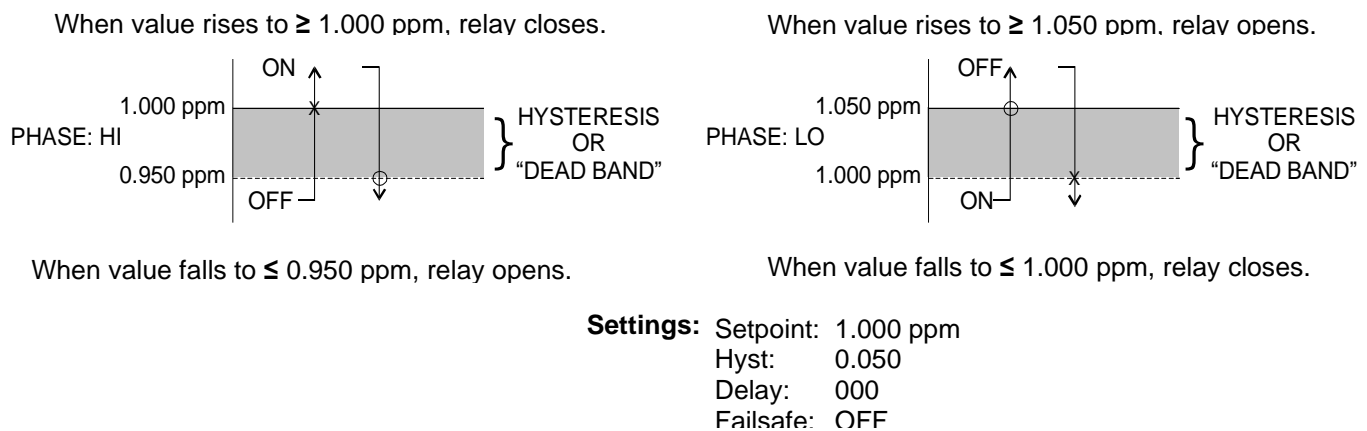 When value rises to ≥ 1.000 ppm, relay closes.
ON
1.000 ppm
X
PHASE: HI
HYSTERESIS
OR
“DEAD BAND”
0.950 ppm
OFF
When value falls to ≤ 0.950 ppm, relay opens.
When value rises to ≥ 1.050 ppm, relay opens.
OFF
1.050 ppm
PHASE: LO
HYSTERESIS
OR
“DEAD BAND”
1.000 ppm
X
ON
When value falls to ≤ 1.000 ppm, relay closes.
Settings: Setpoint: 1.000 ppm
Hyst: 0.050
Delay: 000
Failsafe: OFF